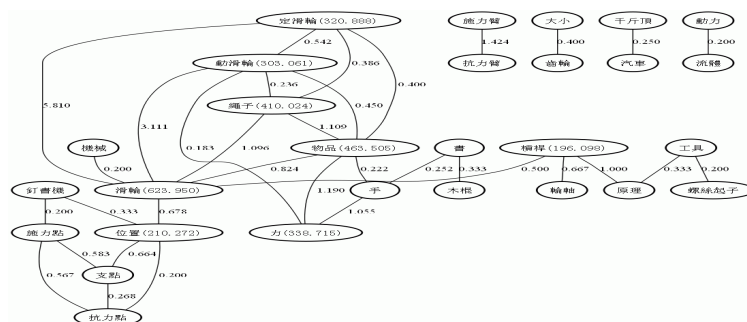 定滑輪(320,888)
施力臂
大小
千斤頂
動力
0.542
1.424
0.400
0.250
0.200
動滑輪(303,061)
0.386
抗力臂
齒輪
汽車
流體
0.236
0.400
5.810
繩子(410,024)
0.450
3.111
1.109
機械
0.183
1.096
物品(463,505)
書
槓桿(196,098)
工具
0.200
0.824
0.222
0.252
0.333
0.500
0.667
1.000
0.333
0.200
釘書機
滑輪(623,950)
1.190
手
木棍
輪軸
原理
螺絲起子
0.200
0.333
0.678
1.055
施力點
位置(210,272)
力(338,715)
0.583
0.664
0.567
支點
0.200
0.268
抗力點